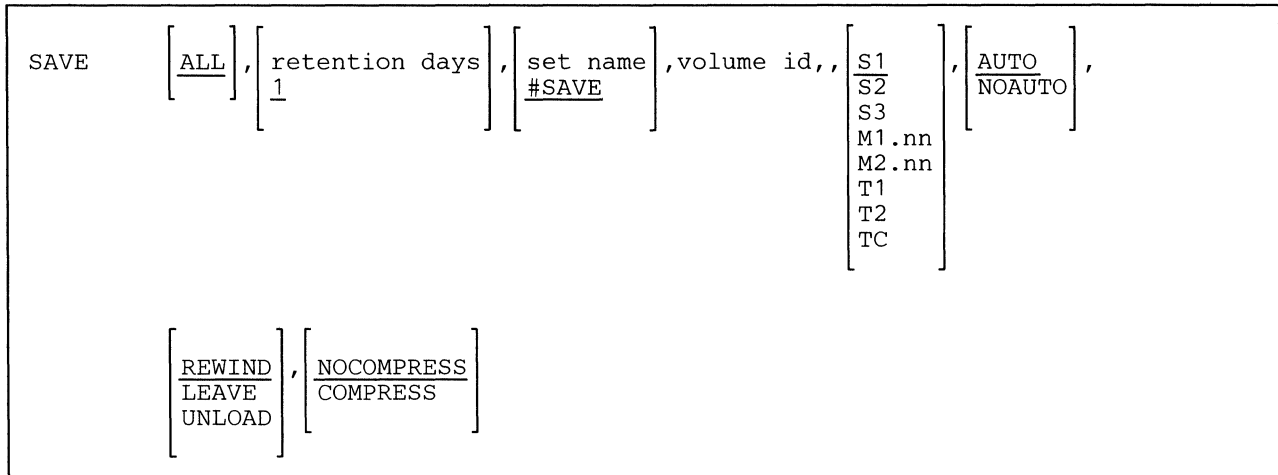 SAVE [ALL],[retention days],[set name],volume id,,[S1],[AUTO],
1 #SAVE S2 NOAUTO
S3
M1.nn
M2.nn
T1
T2
TC
[REWIND],[NOCOMPRESS]
LEAVE COMPRESS
UNLOAD